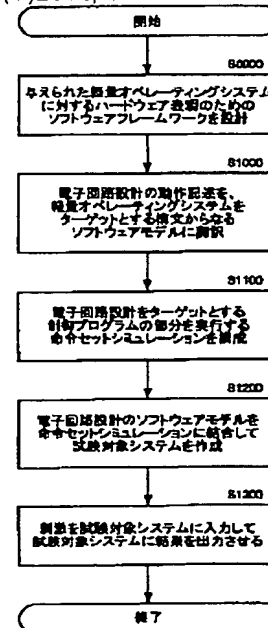 開始
S0900
与えられた軽量オペレーティングシステム
に対するハードウェア表現のための
ソフトウェアフレームワークを設計
S1000
電子回路設計の動作記述を、
軽量オペレーティングシステムを
ターゲットとする構文からなる
ソフトウェアモデルに翻訳
S1100
電子回路設計をターゲットとする
制御プログラムの部分を実行する
命令セットシミュレーションを構成
S1200
電子回路設計のソフトウェアモデルを
命令セットシミュレーションに結合して
試験対象システムを作成
S1300
刺激を試験対象システムに入力して
試験対象システムに結果を出力させる
終了